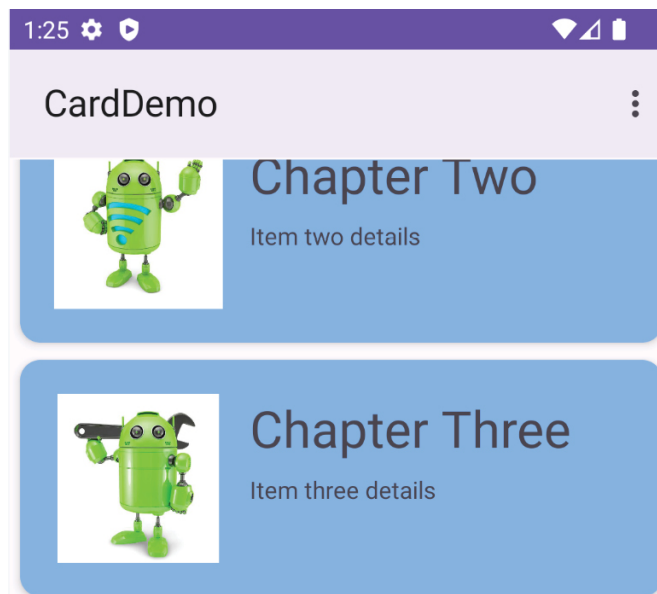 1:25
CardDemo
Chapter Two
Item two details
Chapter Three
Item three details